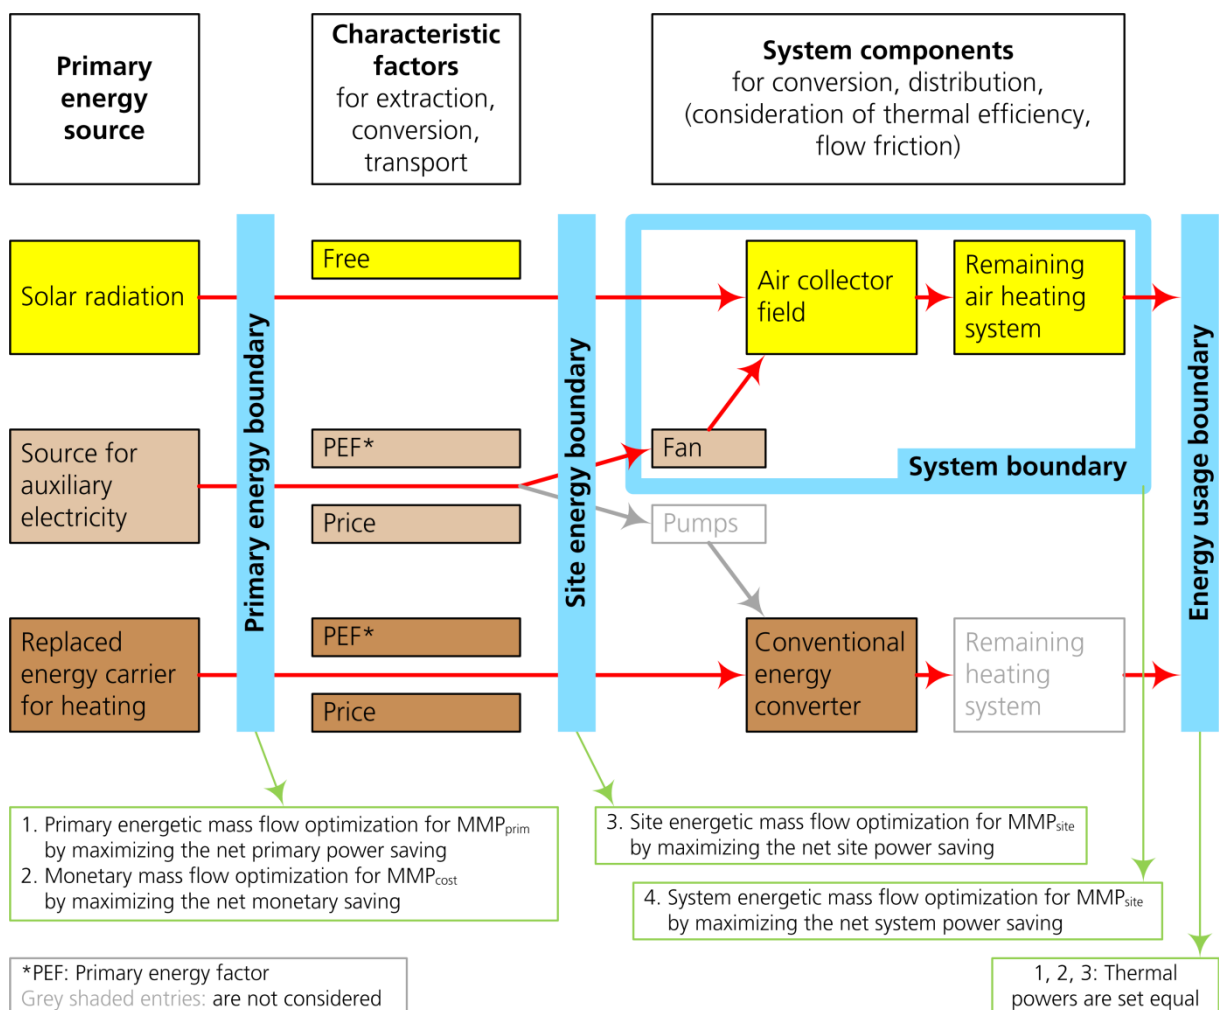 Primary
energy
source
Characteristic
factors
for extraction,
conversion,
transport
System components
for conversion, distribution,
(consideration of thermal efficiency,
flow friction)
Solar radiation
Primary energy boundary
Free
Site energy boundary
Air collector
field
Remaining
air heating
system
Energy usage boundary
Source for
auxiliary
electricity
PEF*
Price
Fan
System boundary
Pumps
Replaced
energy carrier
for heating
PEF*
Price
Conventional
energy
converter
Remaining
heating
system
1. Primary energetic mass flow optimization for MMPprim
by maximizing the net primary power saving
2. Monetary mass flow optimization for MMPcost
by maximizing the net monetary saving
3. Site energetic mass flow optimization for MMPsite
by maximizing the net site power saving
4. System energetic mass flow optimization for MMPsite
by maximizing the net system power saving
*PEF: Primary energy factor
Grey shaded entries: are not considered
1, 2, 3: Thermal
powers are set equal